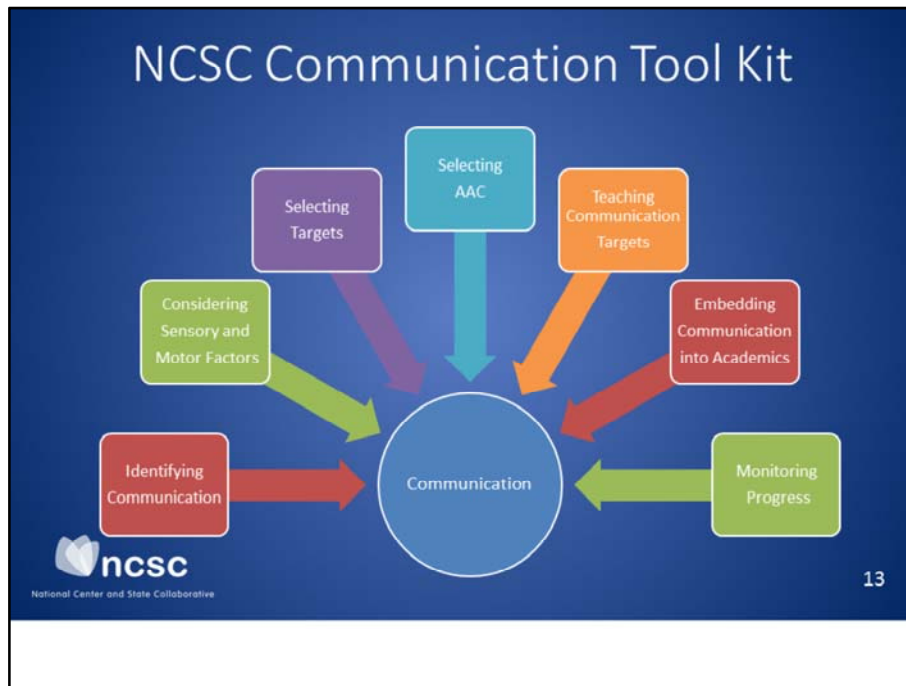 NCSC Communication Tool Kit
Selecting
AAC
Selecting
Targets
Teaching
Communication
Targets
Considering
Sensory and
Motor Factors
Embedding
Communication
into Academics
Identifying
Communication
Communication
Monitoring
Progress
ncsc
National Center and State Collaborative
13